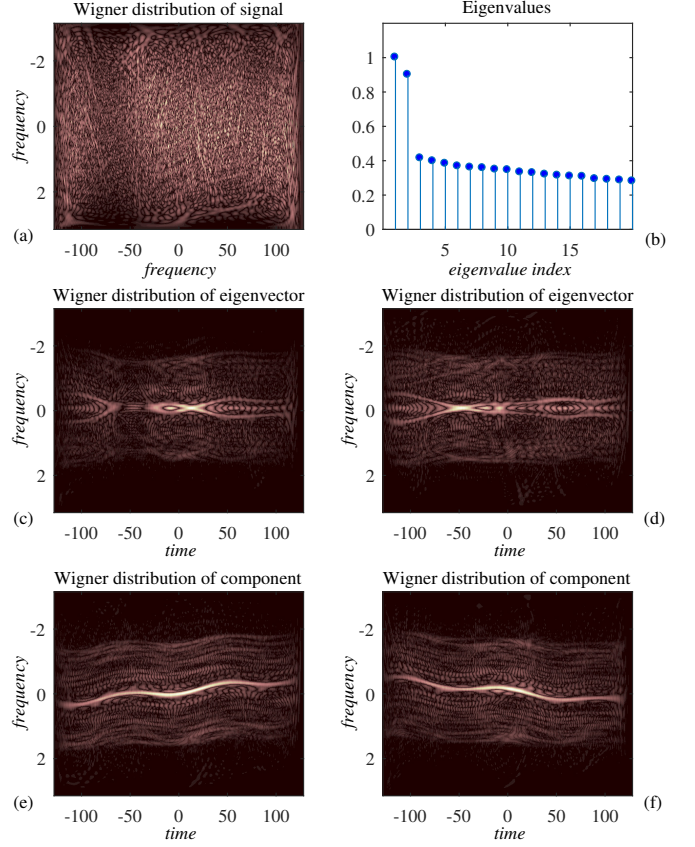 Wigner distribution of signal
frequency
-2
0
2
-100 -50 0 50 100
frequency
(a)
Eigenvalues
1
0.8
0.6
0.4
0.2
0
5 10 15
eigenvalue index
(b)
Wigner distribution of eigenvector
frequency
-2
0
2
-100 -50 0 50 100
time
(c)
Wigner distribution of eigenvector
frequency
-2
0
2
-100 -50 0 50 100
time
(d)
Wigner distribution of component
frequency
-2
0
2
-100 -50 0 50 100
time
(e)
Wigner distribution of component
frequency
-2
0
2
-100 -50 0 50 100
time
(f)